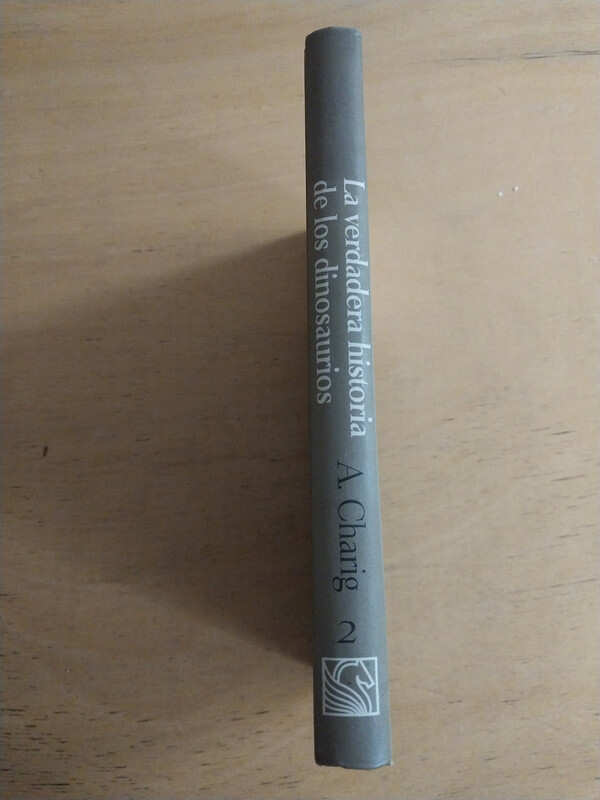 La verdadera historia
de los dinosaurios
A. Charig
2